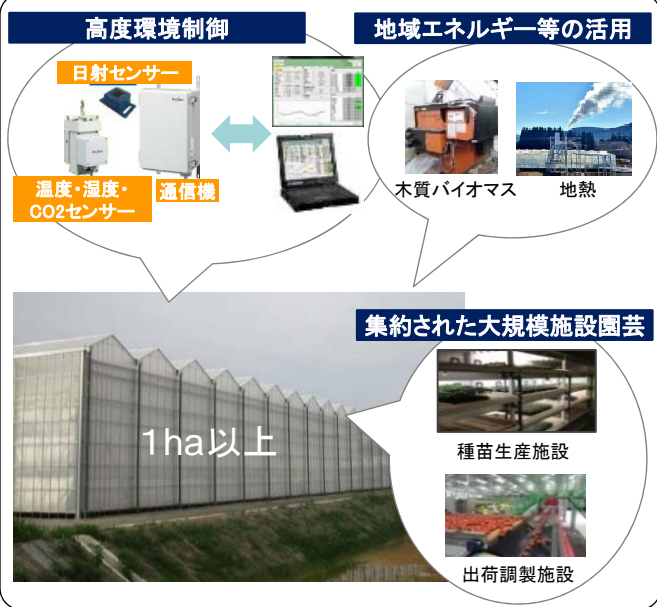 高度環境制御
地域エネルギー等の活用
日射センサー
温度・湿度・
CO2センサー
通信機
木質バイオマス
地熱
集約された大規模施設園芸
1ha以上
種苗生産施設
出荷調製施設